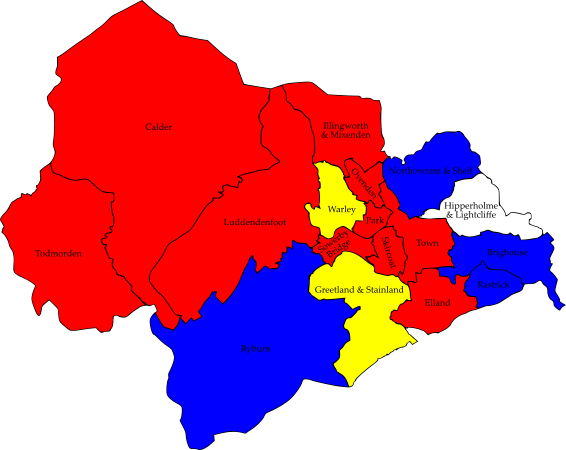 Calder
Illingworth
& Mixenden
Northowram & Shelf
Ovenden
Hipperholme
& Lightcliffe
Warley
Park
Luddendenfoot
Todmorden
Sowerby
Bridge
Skircoat
Town
Brighouse
Rastrick
Greetland & Stainland
Elland
Ryburn